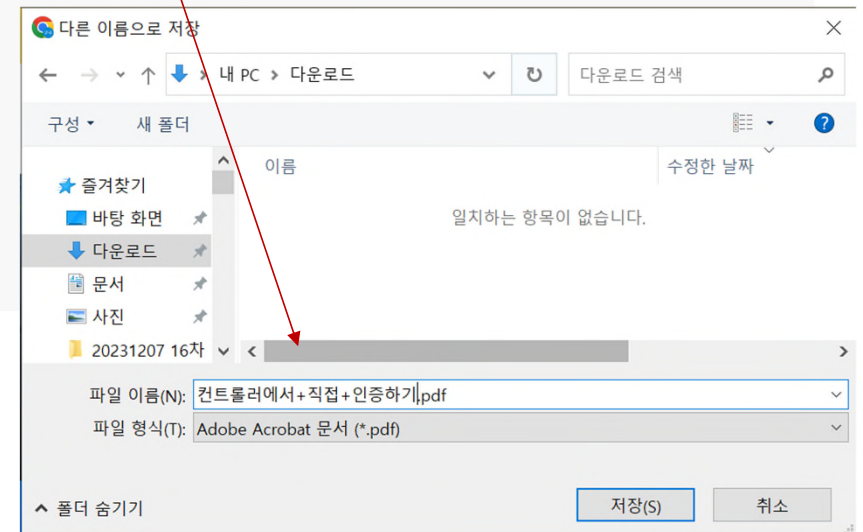 다른 이름으로 저장
내 PC > 다운로드
다운로드 검색
구성
새 폴더
이름
수정한 날짜
즐겨찾기
바탕 화면
다운로드
문서
사진
20231207 16차
일치하는 항목이 없습니다.
파일 이름(N): 컨트롤러에서+직접+인증하기.pdf
파일 형식(T): Adobe Acrobat 문서 (*.pdf)
폴더 숨기기
저장(S)
취소